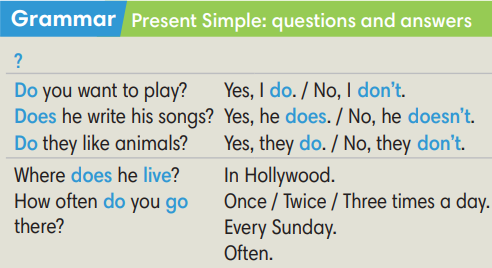 Grammar Present Simple: questions and answers
?
Do you want to play? Yes, I do. / No, I don't.
Does he write his songs? Yes, he does. / No, he doesn't.
Do they like animals? Yes, they do. / No, they don't.
Where does he live? In Hollywood.
How often do you go there? Once / Twice / Three times a day.
Every Sunday.
Often.